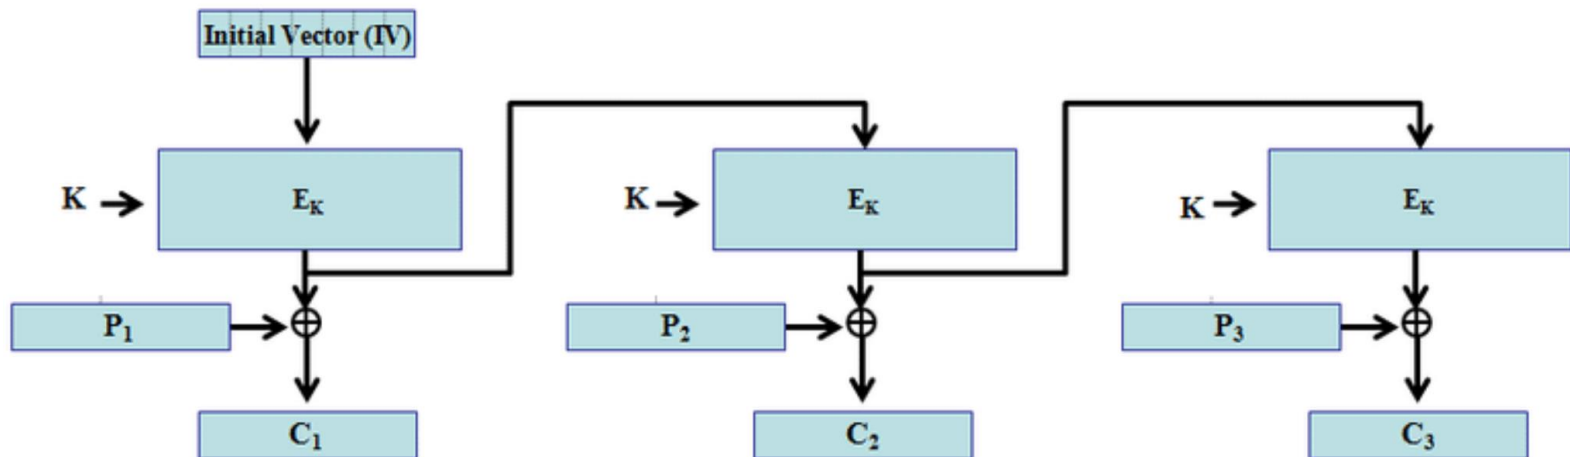 Initial Vector (IV)
K E_K K E_K K E_K
P_1 P_2 P_3
C_1 C_2 C_3